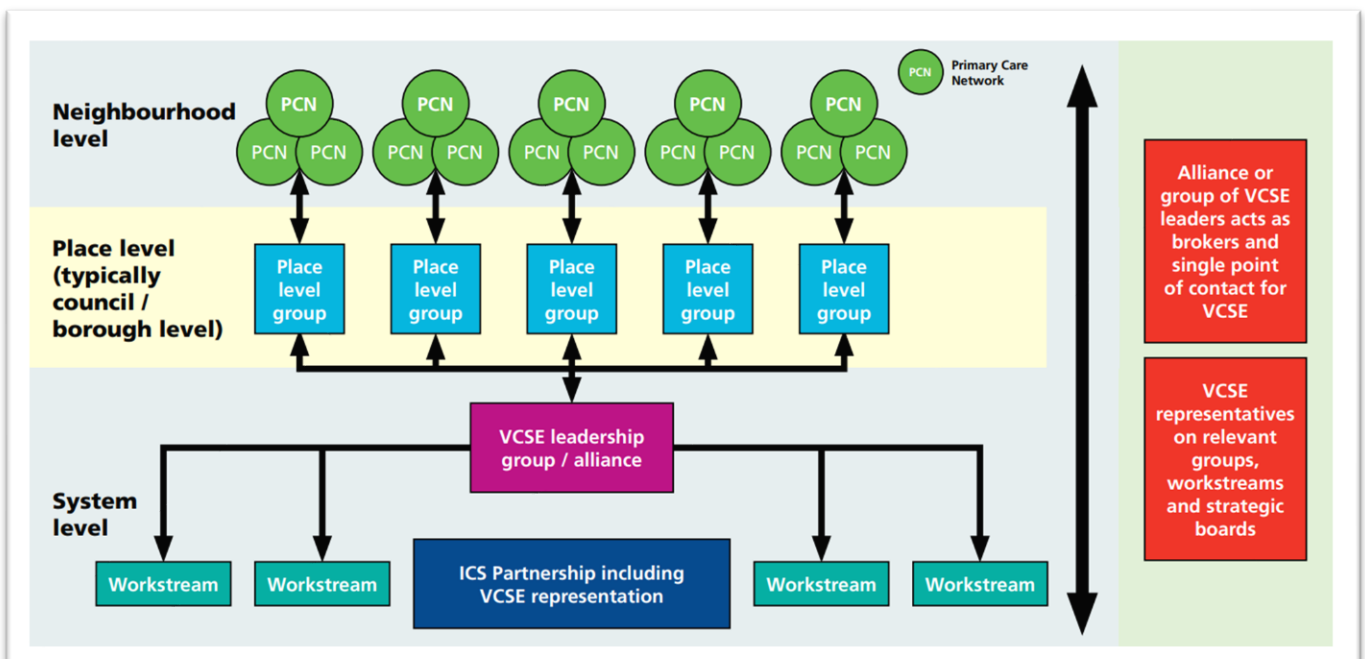 PCN
Primary Care
Network
Neighbourhood
level
PCN
PCN PCN
PCN
PCN PCN
PCN
PCN PCN
PCN
PCN PCN
PCN
PCN PCN
Place level
(typically
council /
borough level)
Place
level
group
Place
level
group
Place
level
group
Place
level
group
Place
level
group
System
level
VCSE leadership
group / alliance
Workstream
Workstream
ICS Partnership including
VCSE representation
Workstream
Workstream
Alliance or
group of VCSE
leaders acts as
brokers and
single point
of contact for
VCSE
VCSE
representatives
on relevant
groups,
workstreams
and strategic
boards